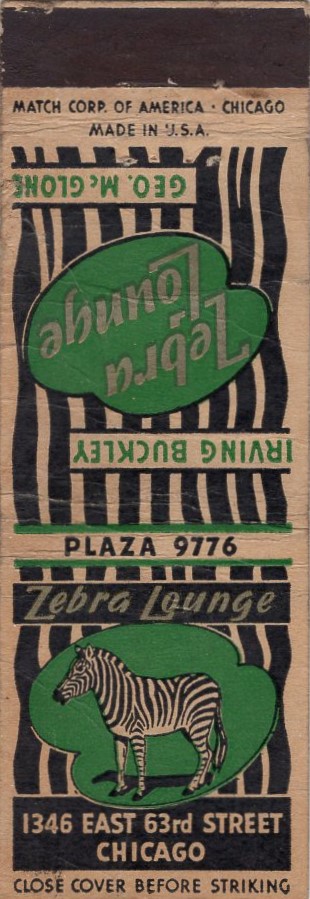 MATCH CORP. OF AMERICA · CHICAGO
MADE IN U.S.A.
GEO. McGLONE
Zebra
Lounge
IRVING BUCKLEY
PLAZA 9776
Zebra Lounge
1346 EAST 63rd STREET
CHICAGO
CLOSE COVER BEFORE STRIKING